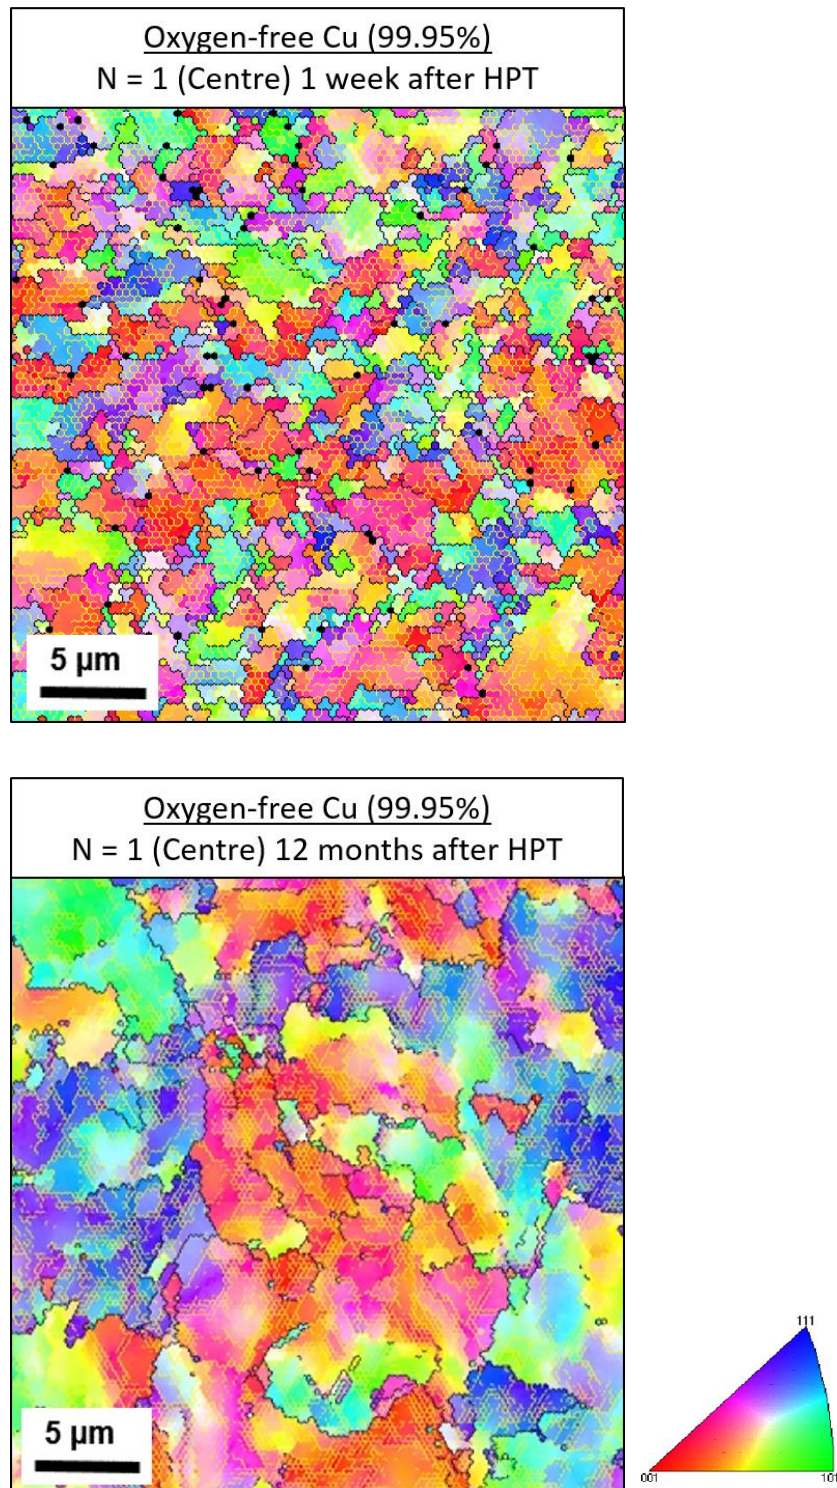 Oxygen-free Cu (99.95%)
N = 1 (Centre) 1 week after HPT
5 µm
Oxygen-free Cu (99.95%)
N = 1 (Centre) 12 months after HPT
5 µm
111
001
101